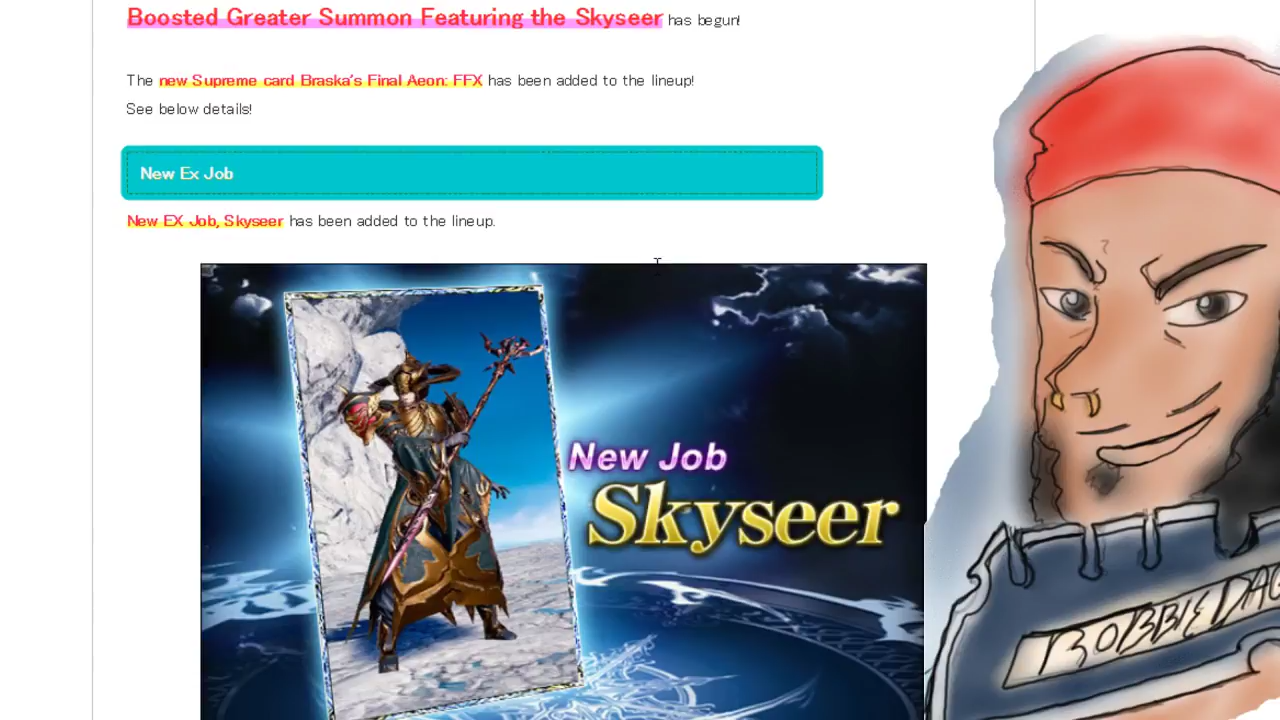 Boosted Greater Summon Featuring the Skyseer has begun!
The new Supreme card Braska's Final Aeon: FFX has been added to the lineup!
See below details!
New Ex Job
New EX Job, Skyseer has been added to the lineup.
New Job
Skyseer